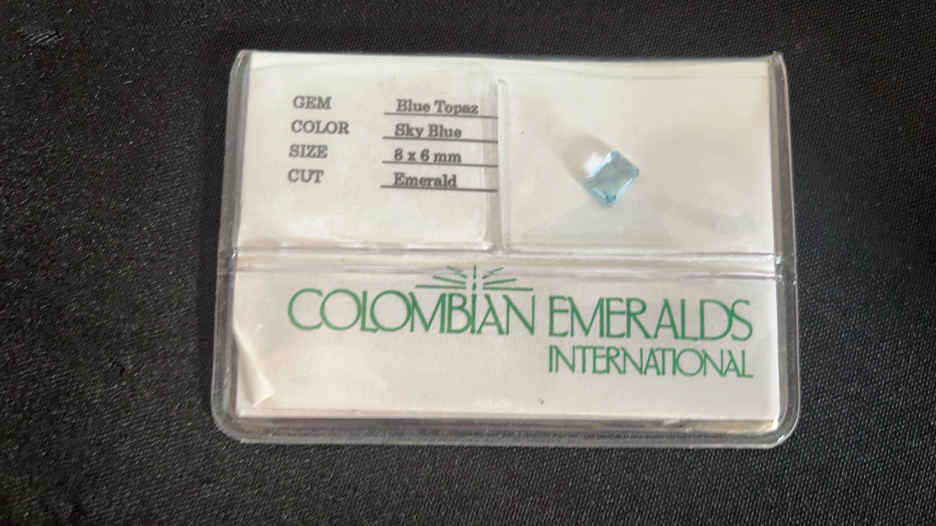 GEM Blue Topaz
COLOR Sky Blue
SIZE 8 x 6 mm
CUT Emerald
COLOMBIAN EMERALDS
INTERNATIONAL